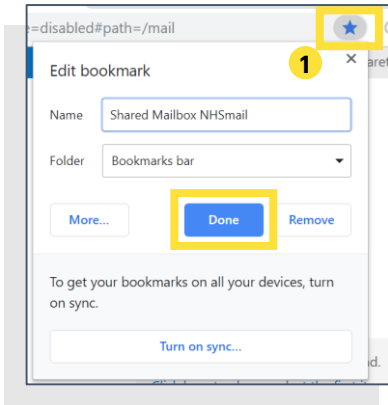 =disabled#path=/mail
1
Edit bookmark
×
Name
Shared Mailbox NHSmail
Folder
Bookmarks bar
More...
Done
Remove
To get your bookmarks on all your devices, turn
on sync.
Turn on sync...